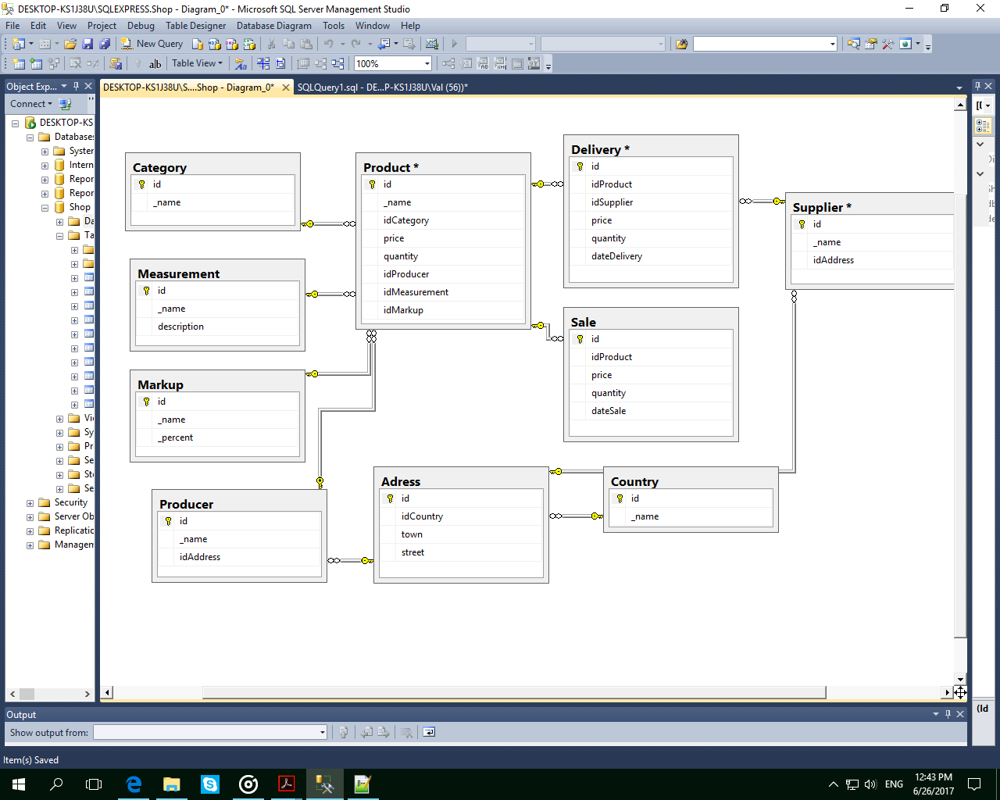 DESKTOP-KS1J38U\SQLEXPRESS.Shop - Diagram_0* - Microsoft SQL Server Management Studio
File Edit View Project Debug Table Designer Database Diagram Tools Window Help
New Query
Table View 100%
Object Exp...
DESKTOP-KS1J38U\S....Shop - Diagram_0*
SQLQuery1.sql - DE...P-KS1J38U\Val (56))*
Connect
DESKTOP-KS
Databases
System
Intern
Repor
Repor
Shop
Da
Ta
Vi
Sy
Pr
Se
St
Se
Security
Server Ob
Replicatio
Managem
Category
id
_name
Measurement
id
_name
description
Markup
id
_name
_percent
Producer
id
_name
idAddress
Product *
id
_name
idCategory
price
quantity
idProducer
idMeasurement
idMarkup
Delivery *
id
idProduct
idSupplier
price
quantity
dateDelivery
Sale
id
idProduct
price
quantity
dateSale
Supplier *
id
_name
idAddress
Adress
id
idCountry
town
street
Country
id
_name
(Id
Output
Show output from:
Item(s) Saved
ENG
12:43 PM
6/26/2017